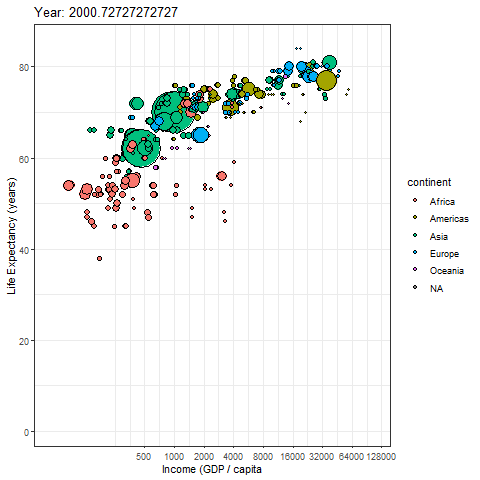 Year: 2000.72727272727
80
60
40
20
0
Life Expectancy (years)
500 1000 2000 4000 8000 16000 32000 64000 128000
Income (GDP / capita
continent
Africa
Americas
Asia
Europe
Oceania
NA